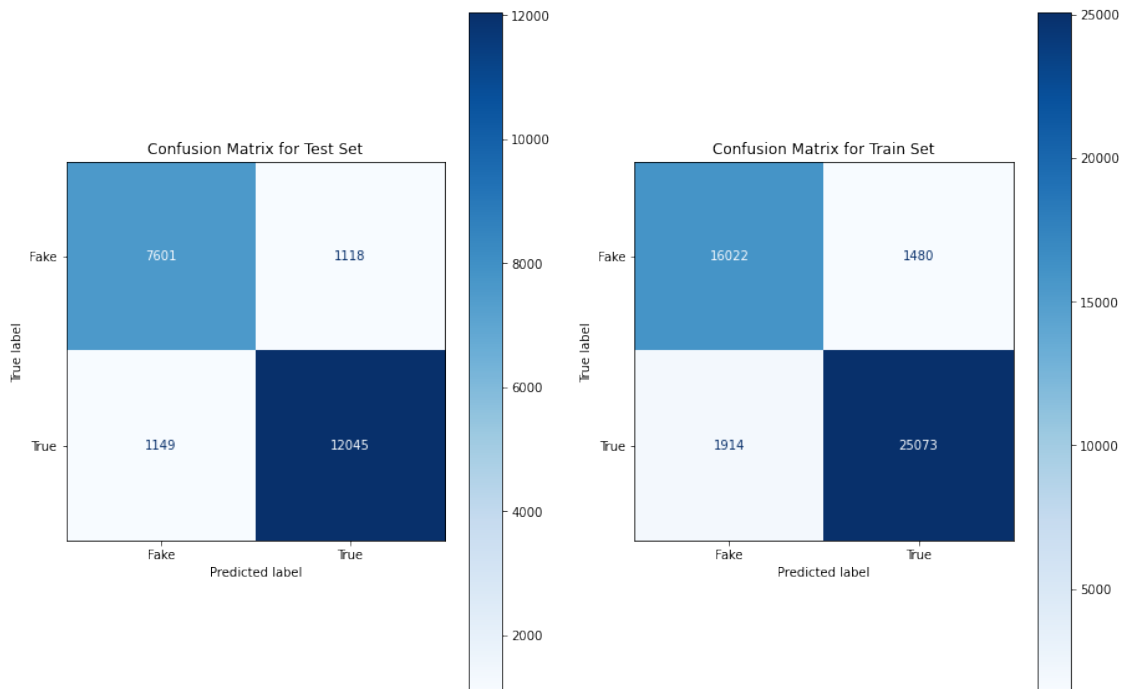 Confusion Matrix for Test Set
True label
Fake
True
7601 1118
1149 12045
Fake True
Predicted label
12000
10000
8000
6000
4000
2000
Confusion Matrix for Train Set
True label
Fake
True
16022 1480
1914 25073
Fake True
Predicted label
25000
20000
15000
10000
5000